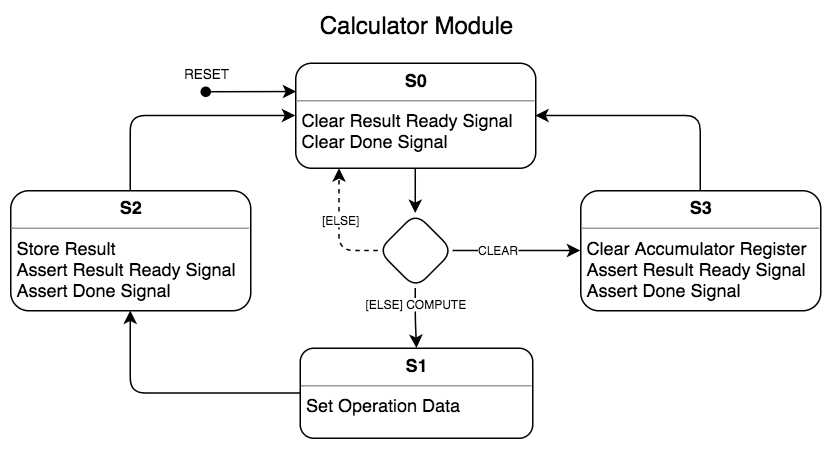 Calculator Module
RESET
S0
Clear Result Ready Signal
Clear Done Signal
[ELSE]
S2
Store Result
Assert Result Ready Signal
Assert Done Signal
CLEAR
S3
Clear Accumulator Register
Assert Result Ready Signal
Assert Done Signal
[ELSE] COMPUTE
S1
Set Operation Data